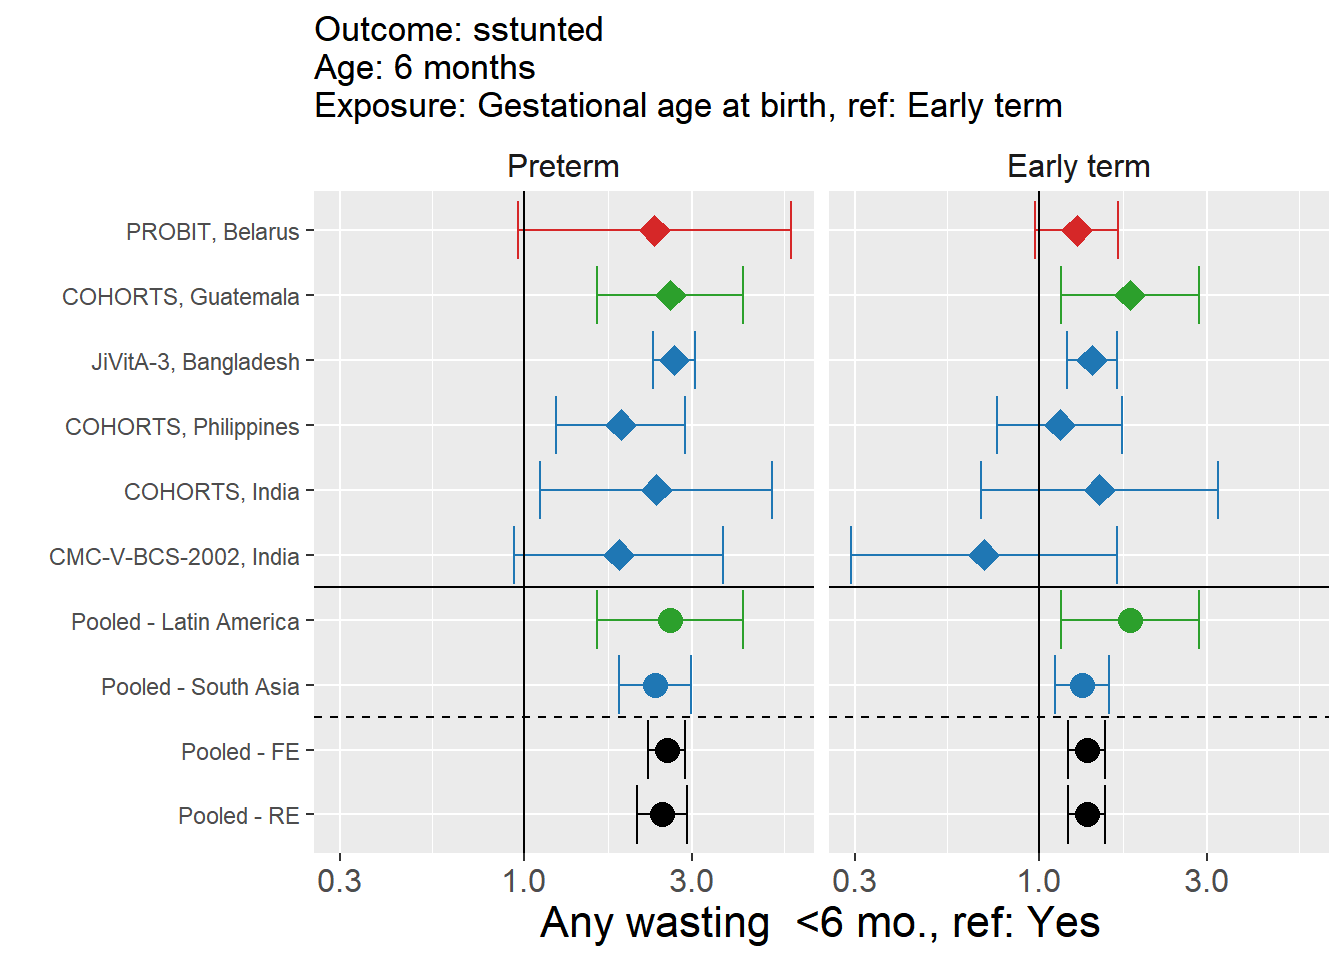 Outcome: sstunted
Age: 6 months
Exposure: Gestational age at birth, ref: Early term
Preterm
Early term
PROBIT, Belarus
COHORTS, Guatemala
JiVitA-3, Bangladesh
COHORTS, Philippines
COHORTS, India
CMC-V-BCS-2002, India
Pooled - Latin America
Pooled - South Asia
Pooled - FE
Pooled - RE
0.3 1.0 3.0 0.3 1.0 3.0
Any wasting  <6 mo., ref: Yes